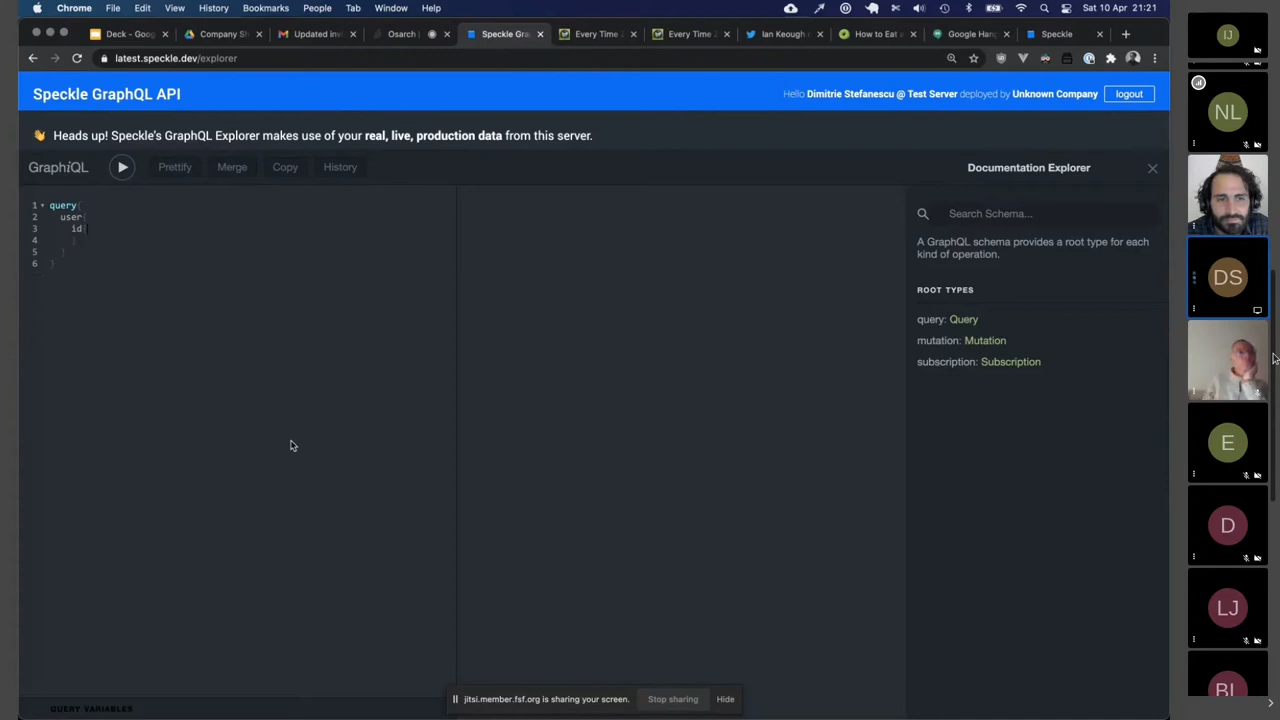 Chrome File Edit View History Bookmarks People Tab Window Help Sat 10 Apr 21:21
Deck - Goog Company Sh Updated inv Osarch Speckle Gra Every Time Every Time Ian Keough How to Eat a Google Han Speckle
latest.speckle.dev/explorer
Speckle GraphQL API
Hello Dimitrie Stefanescu @ Test Server deployed by Unknown Company logout
👋 Heads up! Speckle's GraphQL Explorer makes use of your real, live, production data from this server.
GraphiQL Prettify Merge Copy History
Documentation Explorer
1 query{
2 user{
3 id
4 }
5 }
6 }
Search Schema...
A GraphQL schema provides a root type for each
kind of operation.
ROOT TYPES
query: Query
mutation: Mutation
subscription: Subscription
QUERY VARIABLES
jitsi.member.fsf.org is sharing your screen. Stop sharing Hide
IJ
NL
DS
E
D
LJ